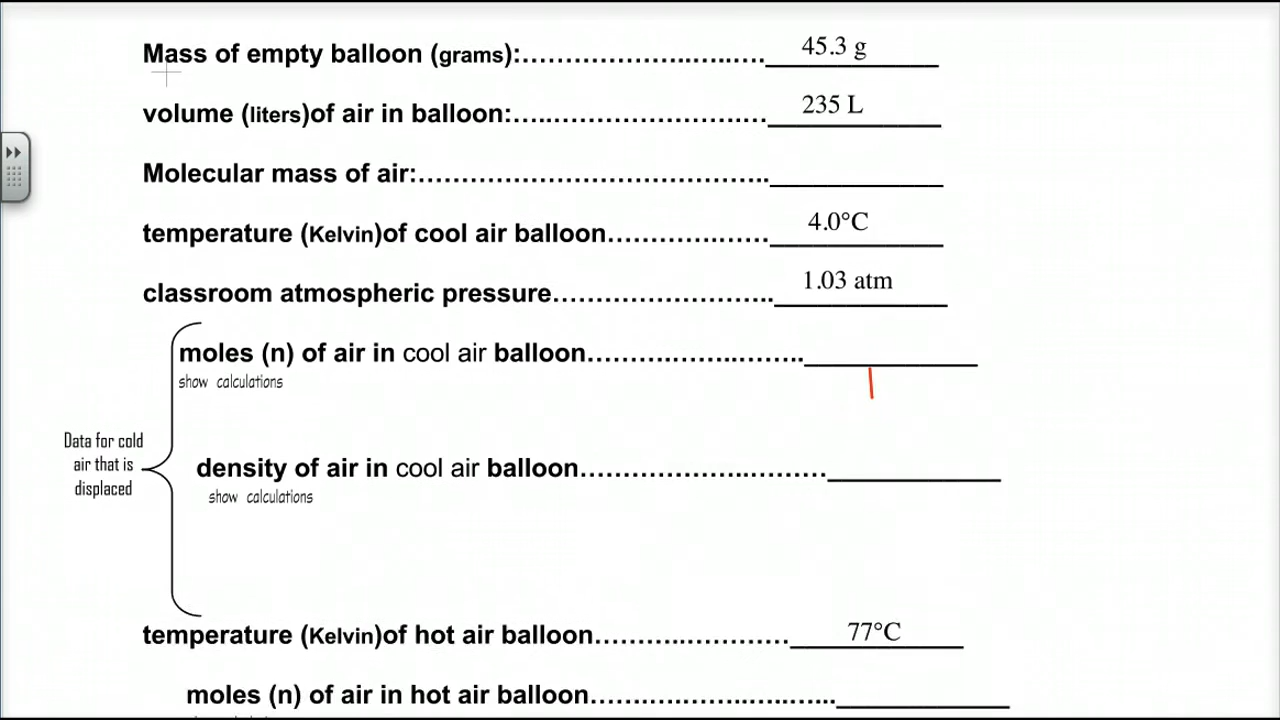 Mass of empty balloon (grams):……………….…..….. 45.3 g
volume (liters)of air in balloon:…..…………………… 235 L
Molecular mass of air:…………………………………..
temperature (Kelvin)of cool air balloon…………..…… 4.0°C
classroom atmospheric pressure…………………….. 1.03 atm
moles (n) of air in cool air balloon……………..……..
show calculations
density of air in cool air balloon………………..………
show calculations
Data for cold
air that is
displaced
temperature (Kelvin)of hot air balloon………..………… 77°C
moles (n) of air in hot air balloon……………..…..…...